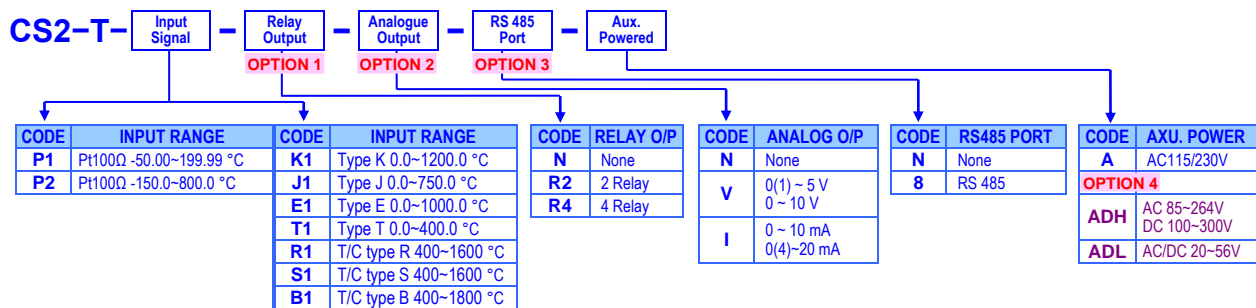 CS2-T- Input Signal - Relay Output - Analogue Output - RS 485 Port - Aux. Powered
OPTION 1 OPTION 2 OPTION 3
CODE INPUT RANGE
P1 Pt100Ω -50.00~199.99 °C
P2 Pt100Ω -150.0~800.0 °C
CODE INPUT RANGE
K1 Type K 0.0~1200.0 °C
J1 Type J 0.0~750.0 °C
E1 Type E 0.0~1000.0 °C
T1 Type T 0.0~400.0 °C
R1 T/C type R 400~1600 °C
S1 T/C type S 400~1600 °C
B1 T/C type B 400~1800 °C
CODE RELAY O/P
N None
R2 2 Relay
R4 4 Relay
CODE ANALOG O/P
N None
V 0(1) ~ 5 V
0 ~ 10 V
I 0 ~ 10 mA
0(4)~20 mA
CODE RS485 PORT
N None
8 RS 485
CODE AXU. POWER
A AC115/230V
OPTION 4
ADH AC 85~264V
DC 100~300V
ADL AC/DC 20~56V